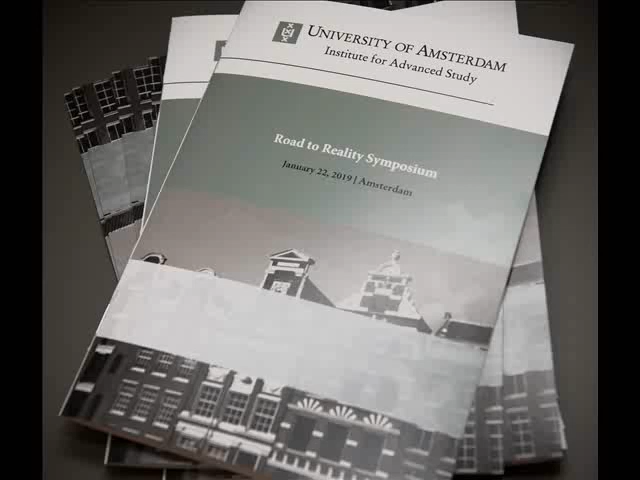 UNIVERSITY OF AMSTERDAM
Institute for Advanced Study
Road to Reality Symposium
January 22, 2019 | Amsterdam